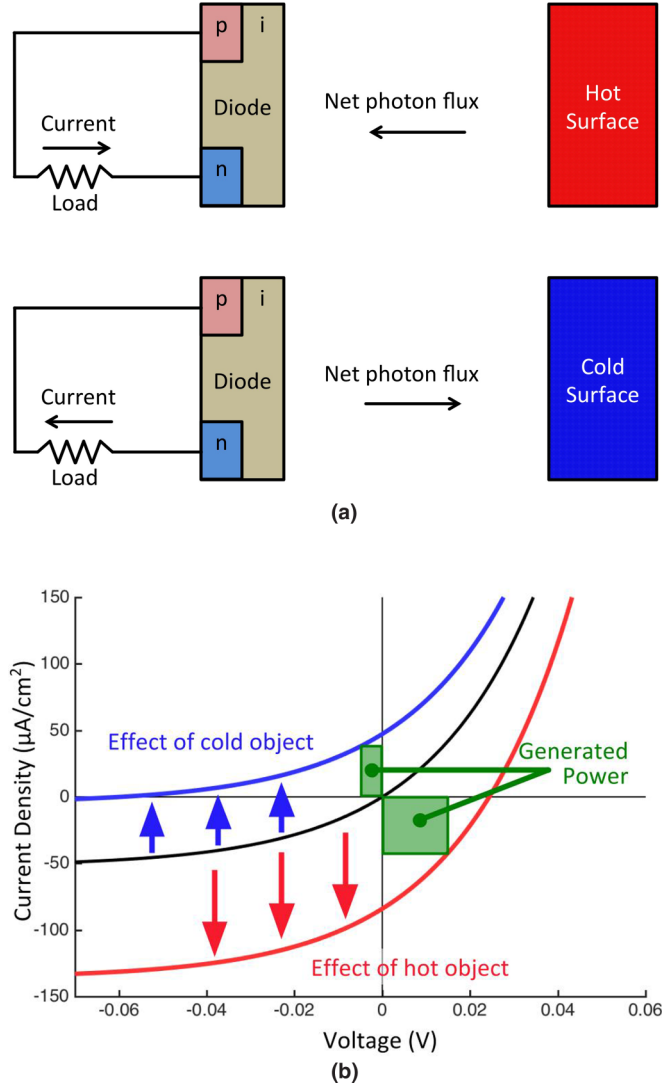 p i
Diode
n
Current
Load
Net photon flux
Hot
Surface
p i
Diode
n
Current
Load
Net photon flux
Cold
Surface
(a)
150
100
50
0
-50
-100
-150
Current Density (µA/cm²)
Effect of cold object
Generated
Power
Effect of hot object
-0.06 -0.04 -0.02 0 0.02 0.04 0.06
Voltage (V)
(b)